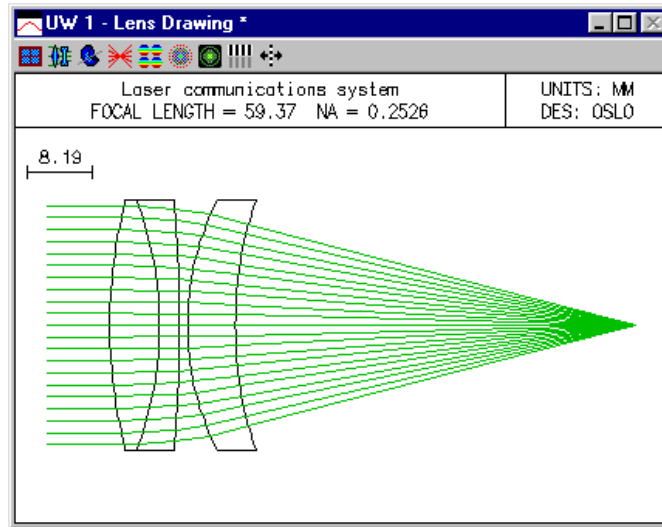 UW 1 - Lens Drawing *
Laser communications system
FOCAL LENGTH = 59.37 NA = 0.2526
UNITS: MM
DES: OSLO
8.19